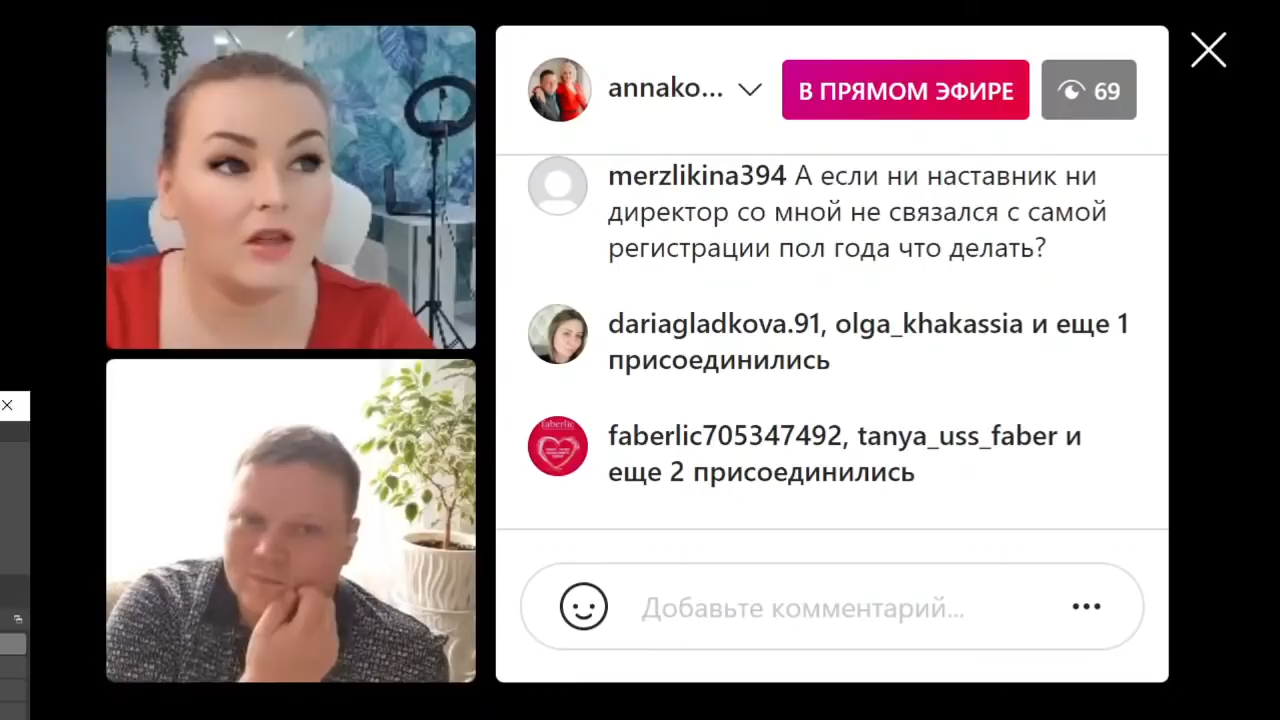 annako...
В ПРЯМОМ ЭФИРЕ
69
merzlikina394 А если ни наставник ни
директор со мной не связался с самой
регистрации пол года что делать?
dariagladkova.91, olga_khakassia и еще 1
присоединились
faberlic
faberlic705347492, tanya_uss_faber и
еще 2 присоединились
Добавьте комментарий...